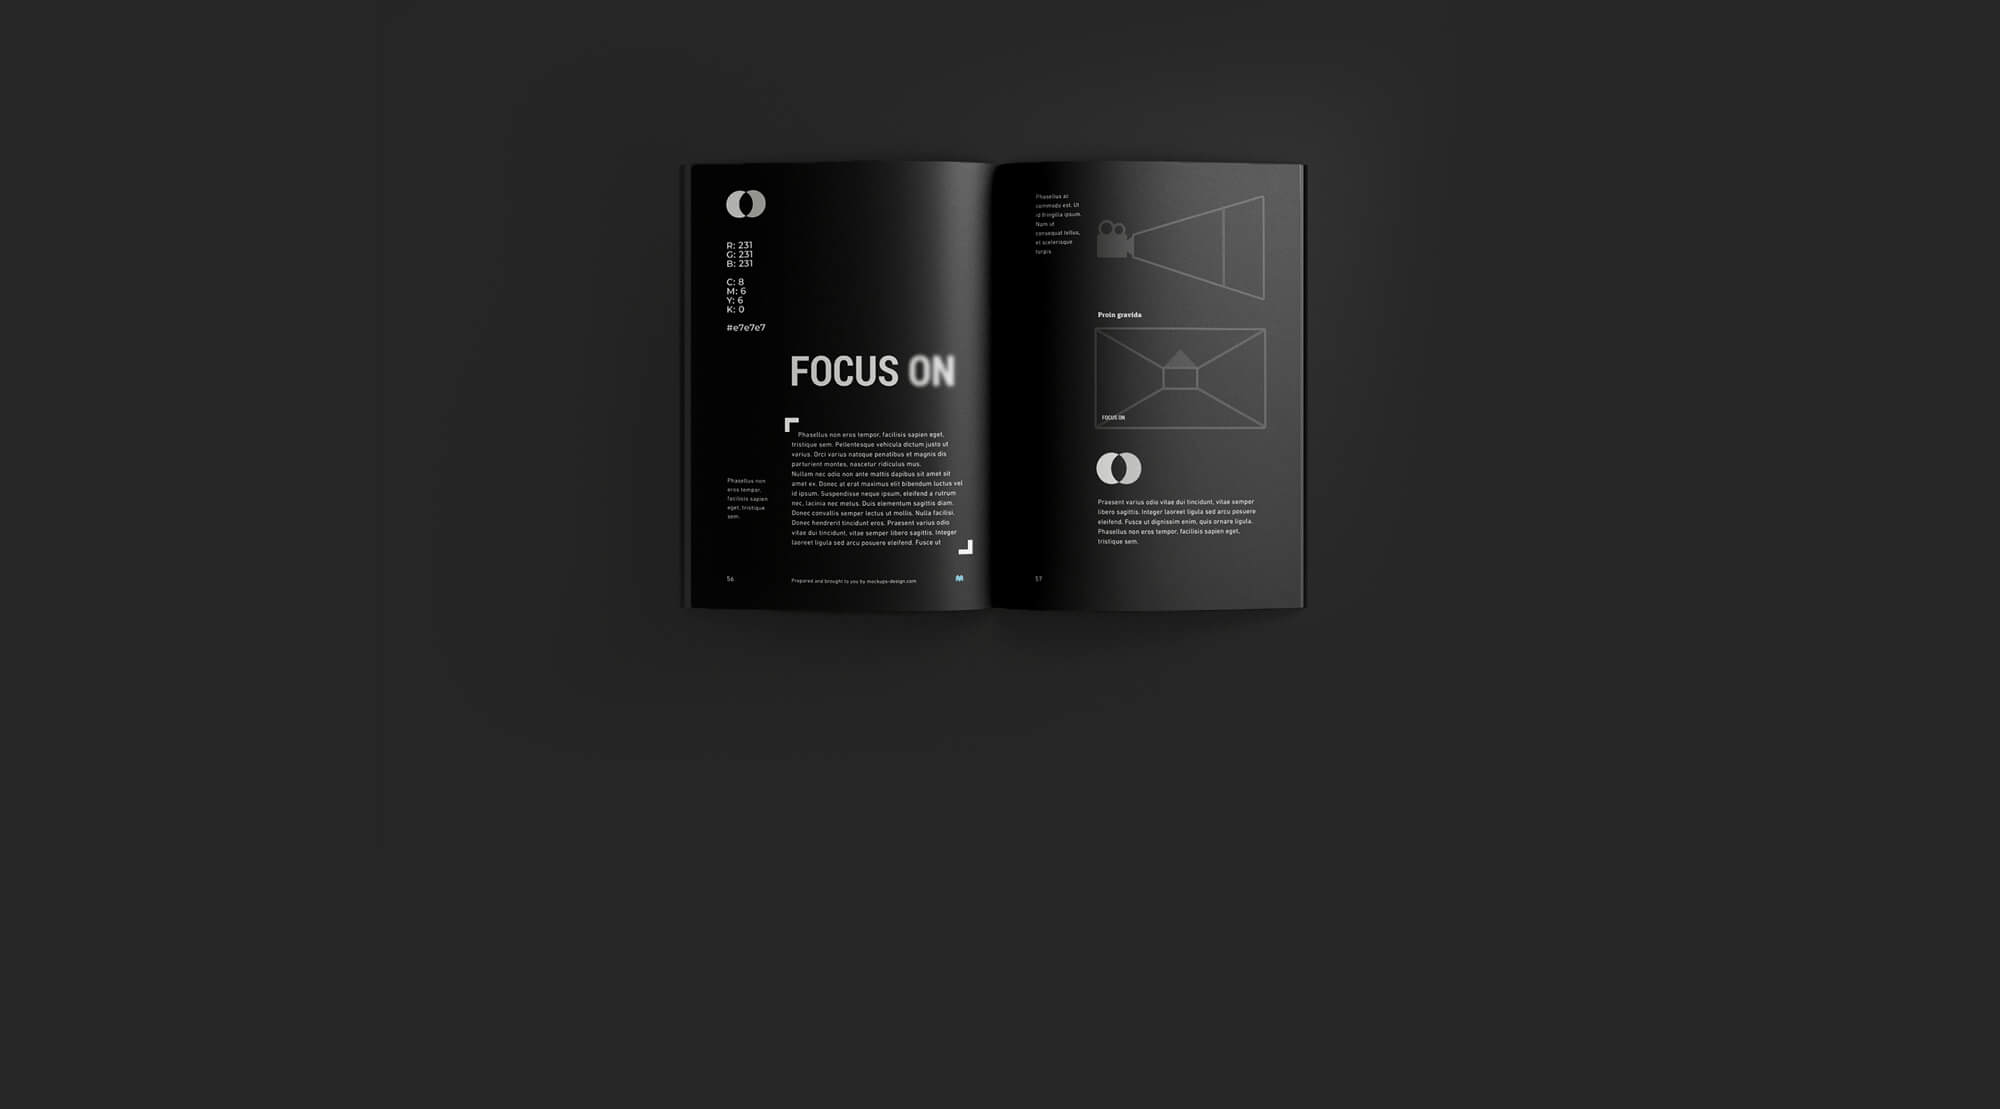 R: 231
G: 231
B: 231
C: 8
M: 6
Y: 6
K: 0
#e7e7e7
FOCUS ON
Phasellus non eros tempor, facilisis sapien eget,
tristique sem. Pellentesque vehicula dictum justo ut
varius. Orci varius natoque penatibus et magnis dis
parturient montes, nascetur ridiculus mus.
Nullam nec odio non ante mattis dapibus sit amet sit
amet ex. Donec at erat maximus elit bibendum luctus vel
id ipsum. Suspendisse neque ipsum, eleifend a rutrum
nec, lacinia nec metus. Duis elementum sagittis diam.
Donec convallis semper lectus ut mollis. Nulla facilisi.
Donec hendrerit tincidunt eros. Praesent varius odio
vitae dui tincidunt, vitae semper libero sagittis. Integer
laoreet ligula sed arcu posuere eleifend. Fusce ut
Phasellus non
eros tempor,
facilisis sapien
eget, tristique
sem.
56
Prepared and brought to you by mockups-design.com
Phasellus ac
commodo est. Ut
id fringilla ipsum.
Nam ut
consequat tellus,
et scelerisque
turpis
Proin gravida
FOCUS ON
Praesent varius odio vitae dui tincidunt, vitae semper
libero sagittis. Integer laoreet ligula sed arcu posuere
eleifend. Fusce ut dignissim enim, quis ornare ligula.
Phasellus non eros tempor, facilisis sapien eget,
tristique sem.
57